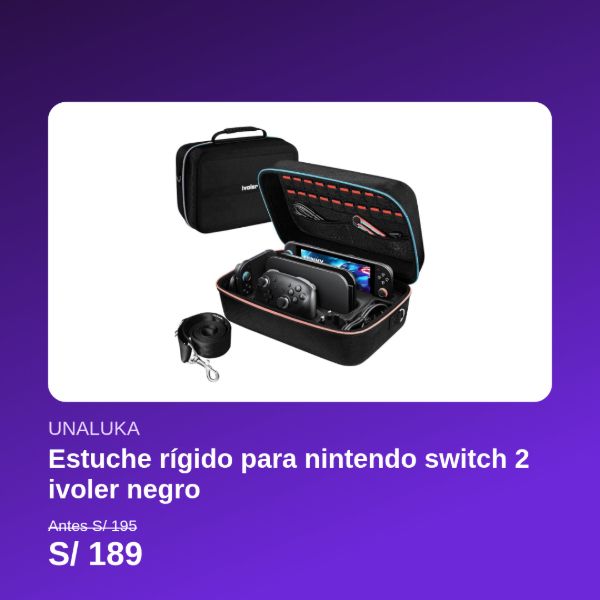 ivoler
UNALUKA
Estuche rígido para nintendo switch 2
ivoler negro
Antes S/ 195
S/ 189